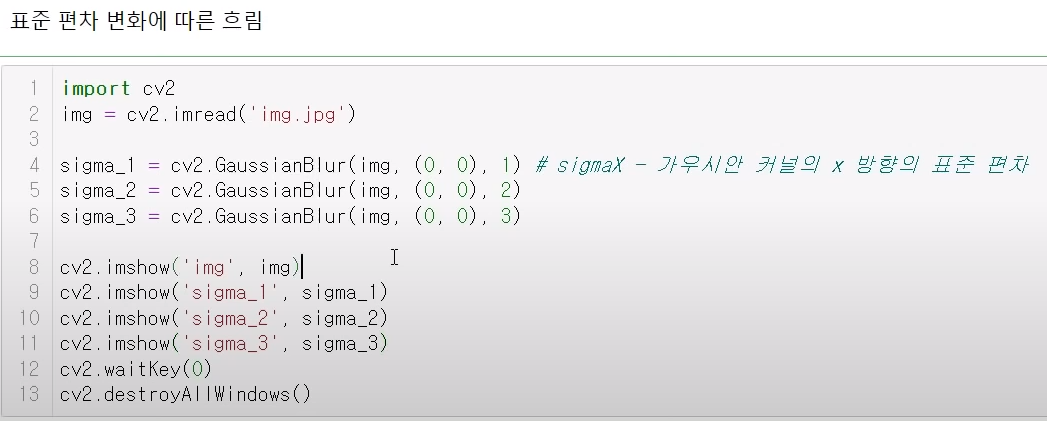 표준 편차 변화에 따른 흐림
1 import cv2
2 img = cv2.imread('img.jpg')
3
4 sigma_1 = cv2.GaussianBlur(img, (0, 0), 1) # sigmaX - 가우시안 커널의 x 방향의 표준 편차
5 sigma_2 = cv2.GaussianBlur(img, (0, 0), 2)
6 sigma_3 = cv2.GaussianBlur(img, (0, 0), 3)
7
8 cv2.imshow('img', img)
9 cv2.imshow('sigma_1', sigma_1)
10 cv2.imshow('sigma_2', sigma_2)
11 cv2.imshow('sigma_3', sigma_3)
12 cv2.waitKey(0)
13 cv2.destroyAllWindows()